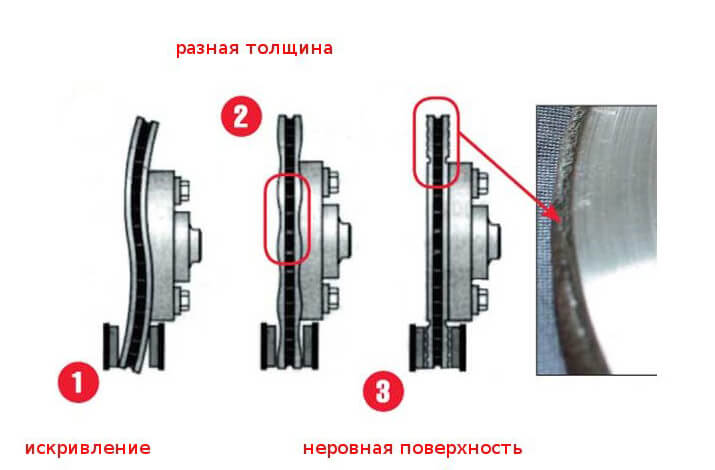 разная толщина
2
1
3
искривление
неровная поверхность